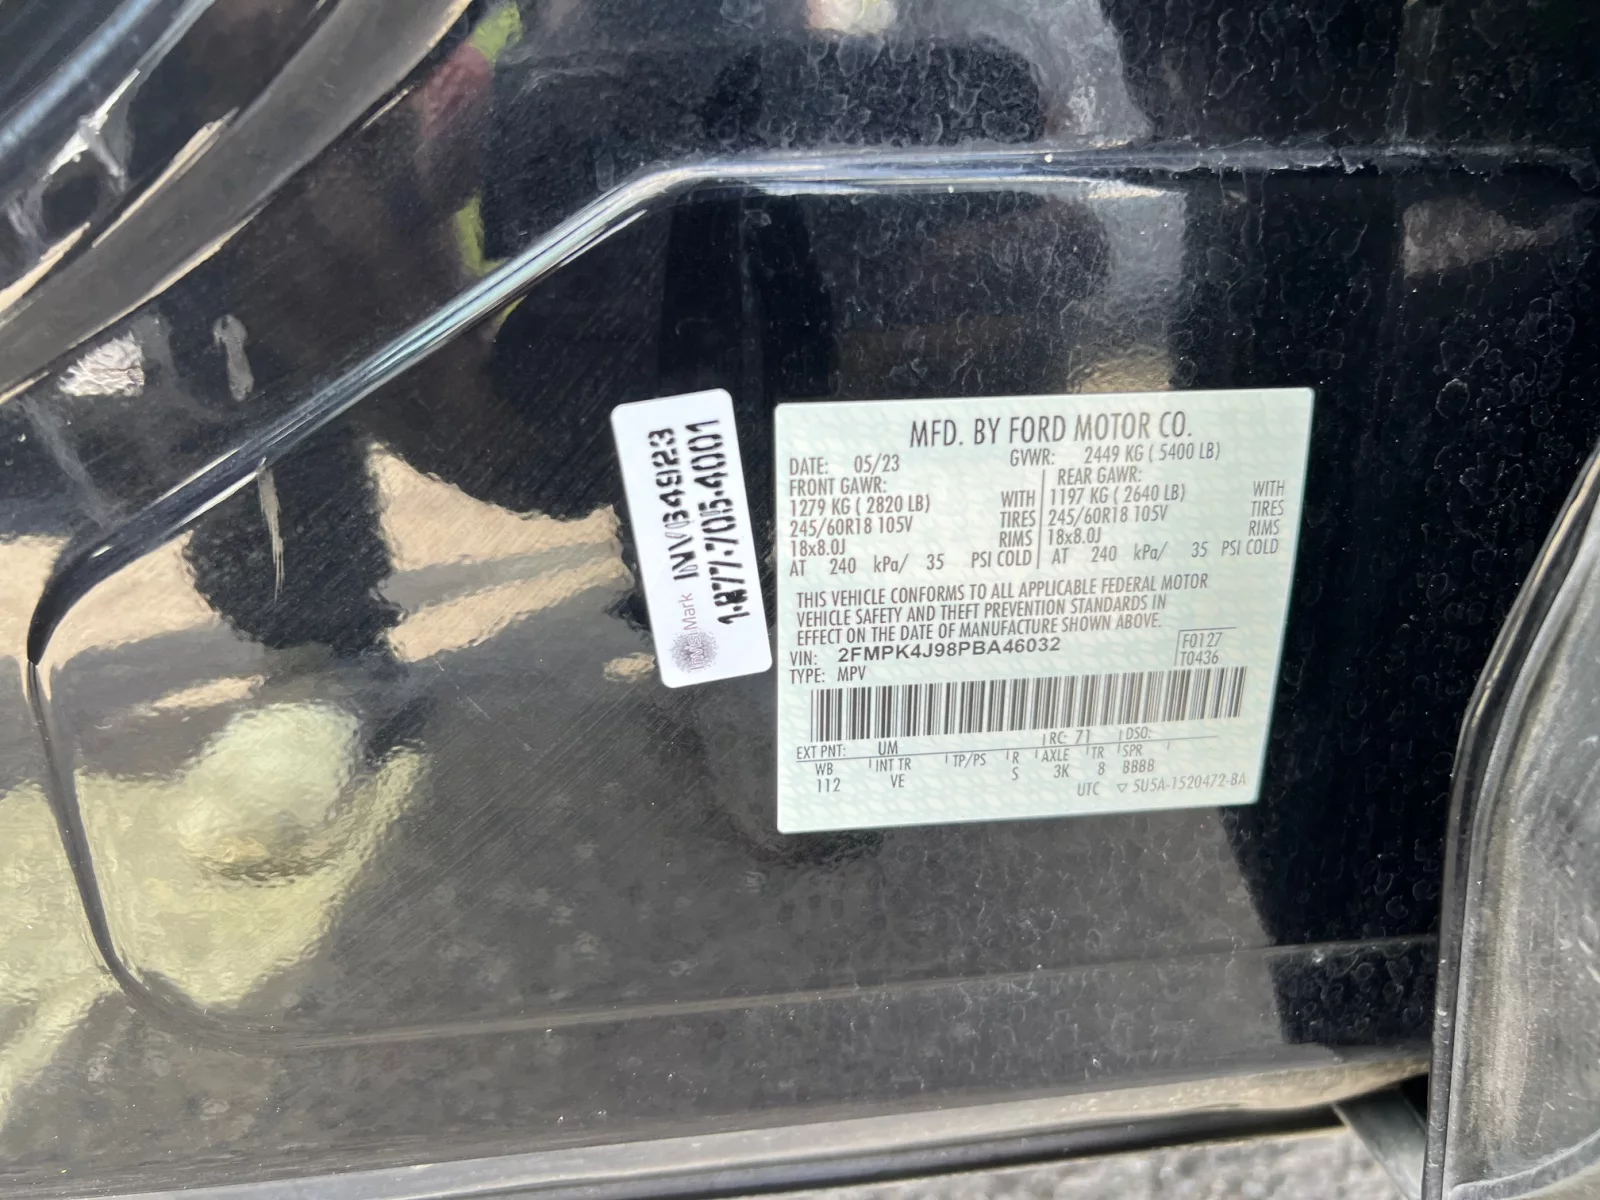 InvisiMark INV64923
1-877-705-4001
MFD. BY FORD MOTOR CO.
DATE: 05/23 GVWR: 2449 KG ( 5400 LB)
FRONT GAWR: REAR GAWR:
1279 KG ( 2820 LB) WITH 1197 KG ( 2640 LB) WITH
245/60R18 105V TIRES 245/60R18 105V TIRES
18x8.0J RIMS 18x8.0J RIMS
AT 240 kPa/ 35 PSI COLD AT 240 kPa/ 35 PSI COLD
THIS VEHICLE CONFORMS TO ALL APPLICABLE FEDERAL MOTOR
VEHICLE SAFETY AND THEFT PREVENTION STANDARDS IN
EFFECT ON THE DATE OF MANUFACTURE SHOWN ABOVE.
VIN: 2FMPK4J98PBA46032 F0127
TYPE: MPV T0436
EXT PNT: UM RC: 71 DSO:
WB INT TR TP/PS R AXLE TR SPR
112 VE S 3K 8 BBBB
UTC ▽ 5U5A-1520472-BA